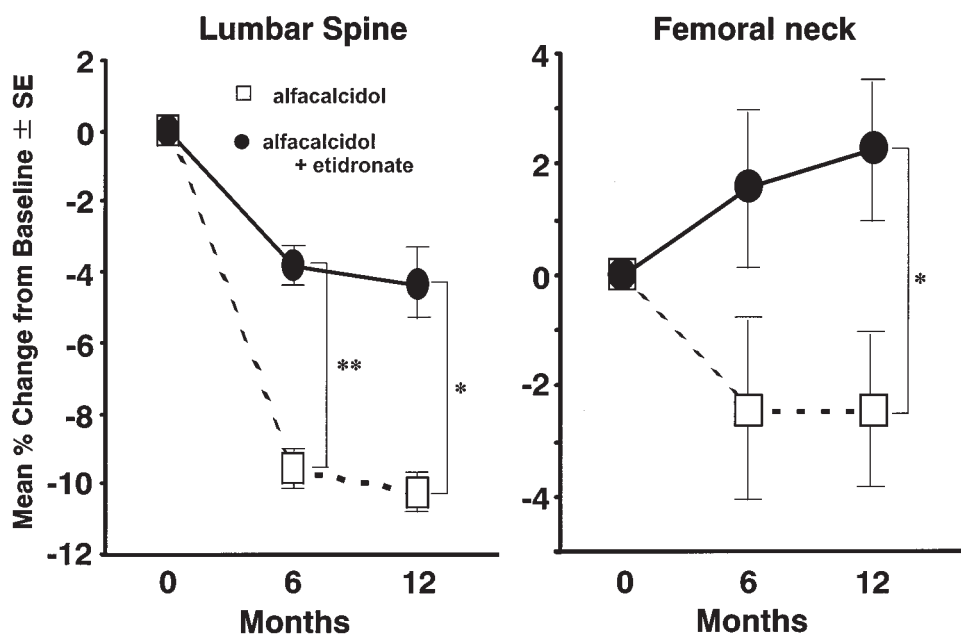 Lumbar Spine
Femoral neck
Mean % Change from Baseline ± SE
2
0
-2
-4
-6
-8
-10
-12
□ alfacalcidol
● alfacalcidol
+ etidronate
**
*
0 6 12
Months
4
2
0
-2
-4
*
0 6 12
Months